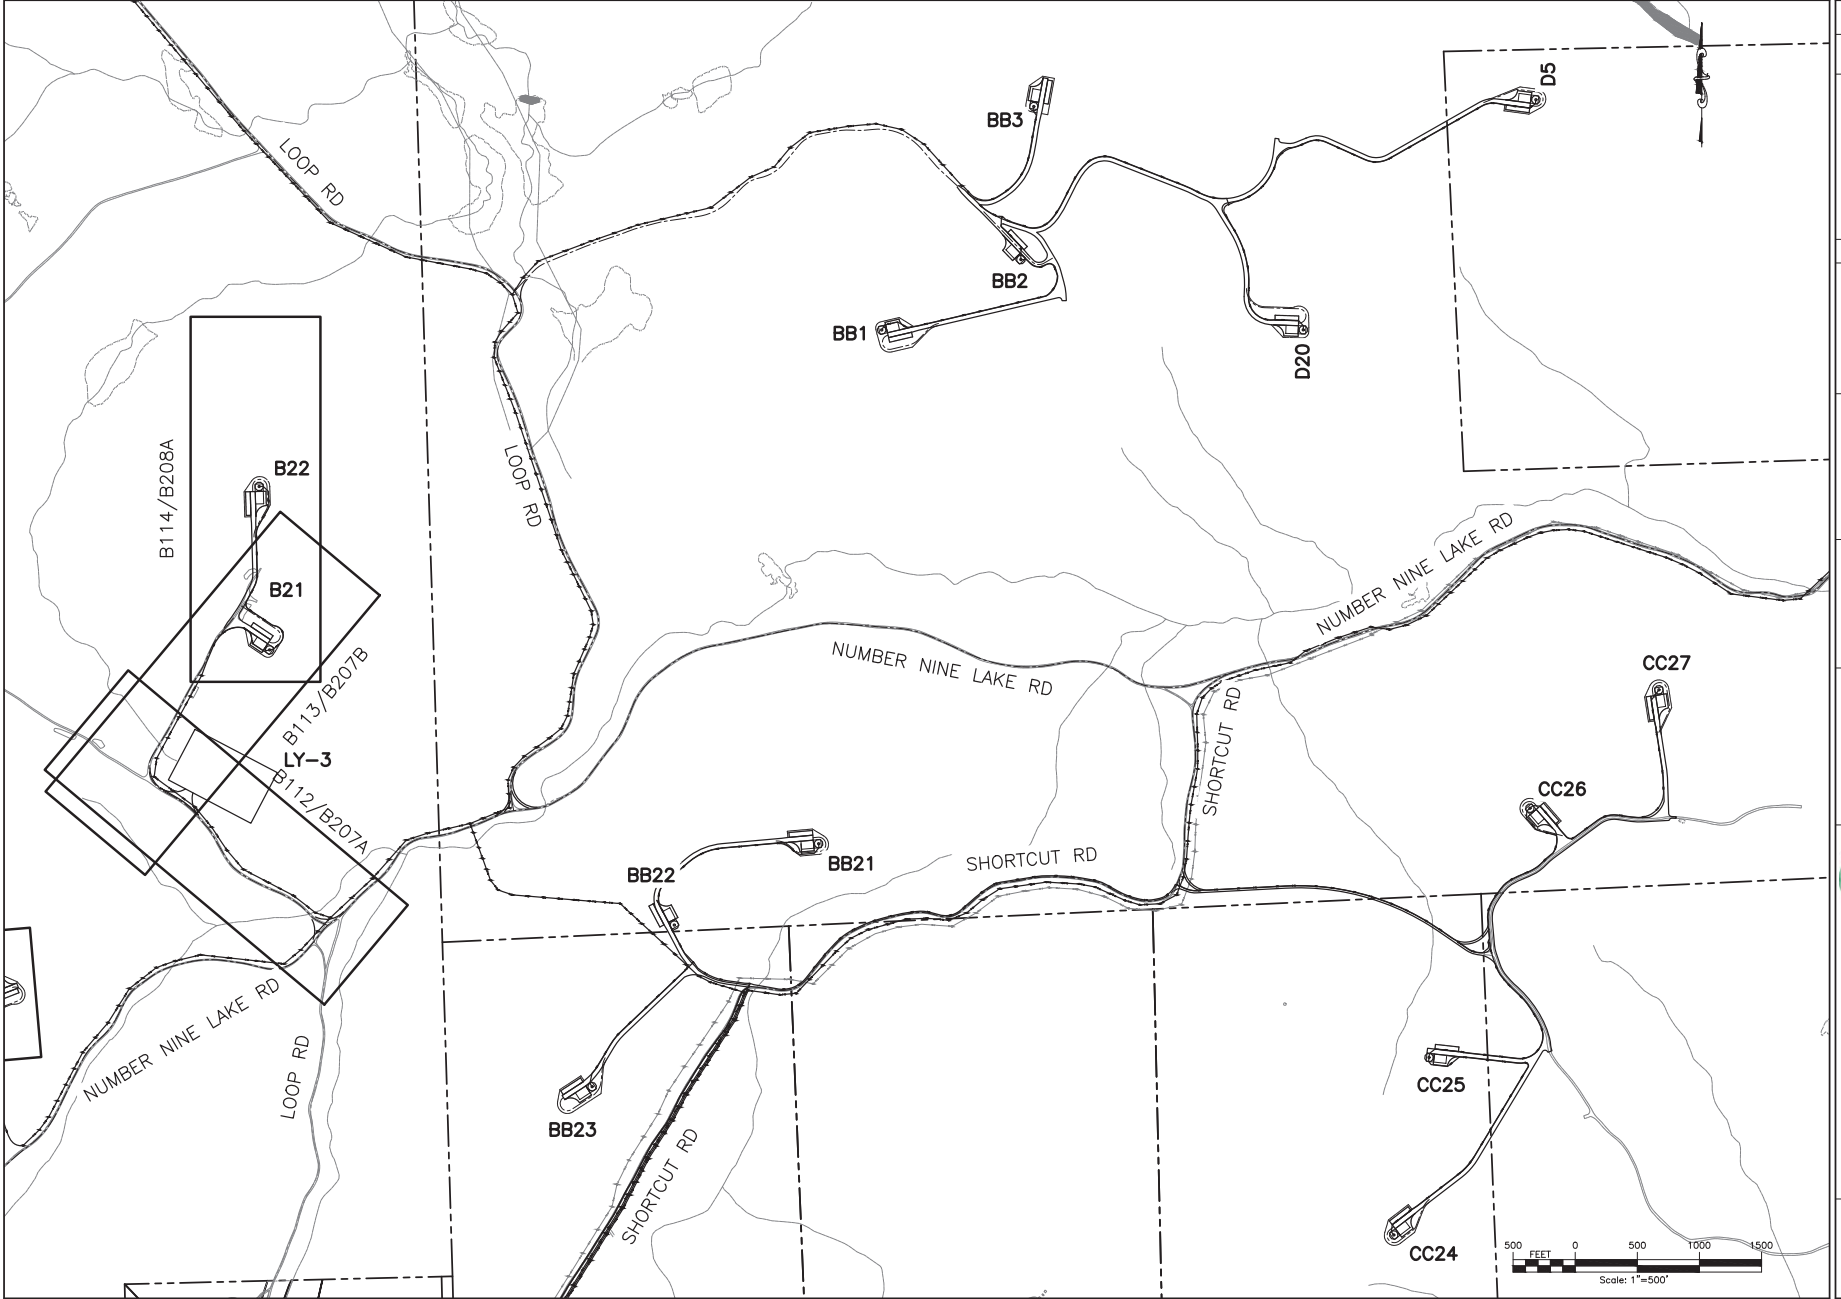 D5
BB3
LOOP RD
BB2
BB1
D20
B114/B208A
B22
LOOP RD
NUMBER NINE LAKE RD
B21
NUMBER NINE LAKE RD
B113/B207B
CC27
SHORTCUT RD
LY-3
B112/B207A
CC26
SHORTCUT RD
BB21
BB22
NUMBER NINE LAKE RD
LOOP RD
CC25
BB23
SHORTCUT RD
CC24
500 0 500 1000 1500
FEET
Scale: 1"=500'